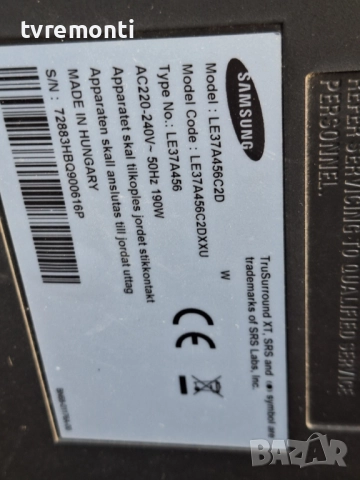 tvremonti
SAMSUNG
Model : LE37A456C2D
Model Code : LE37A456C2DXXU W
Type No.: LE37A456
AC220-240V~ 50Hz 190W
Apparatet skal tilkoples jordet stikkontakt
Apparaten skall anslutas till jordat uttag
MADE IN HUNGARY
S/N : 72883HBQ900616P
TruSurround XT, SRS and symbol are
trademarks of SRS Labs, Inc.
REFER SERVICING TO QUALIFIED SERVICE
PERSONNEL.
bazar